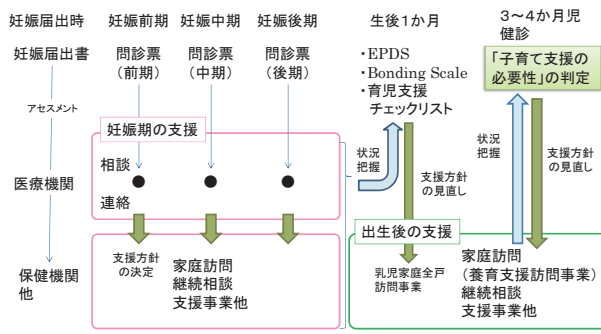 妊娠届出時
妊娠前期
妊娠中期
妊娠後期
生後1か月
3~4か月児
健診
妊娠届出書
問診票
(前期)
問診票
(中期)
問診票
(後期)
・EPDS
・Bonding Scale
・育児支援
チェックリスト
「子育て支援の
必要性」の判定
アセスメント
妊娠期の支援
状況
把握
支援方針
の見直し
状況
把握
支援方針
の見直し
相談
医療機関
連絡
出生後の支援
支援方針
の決定
家庭訪問
継続相談
支援事業他
保健機関
他
乳児家庭全戸
訪問事業
家庭訪問
(養育支援訪問事業)
継続相談
支援事業他